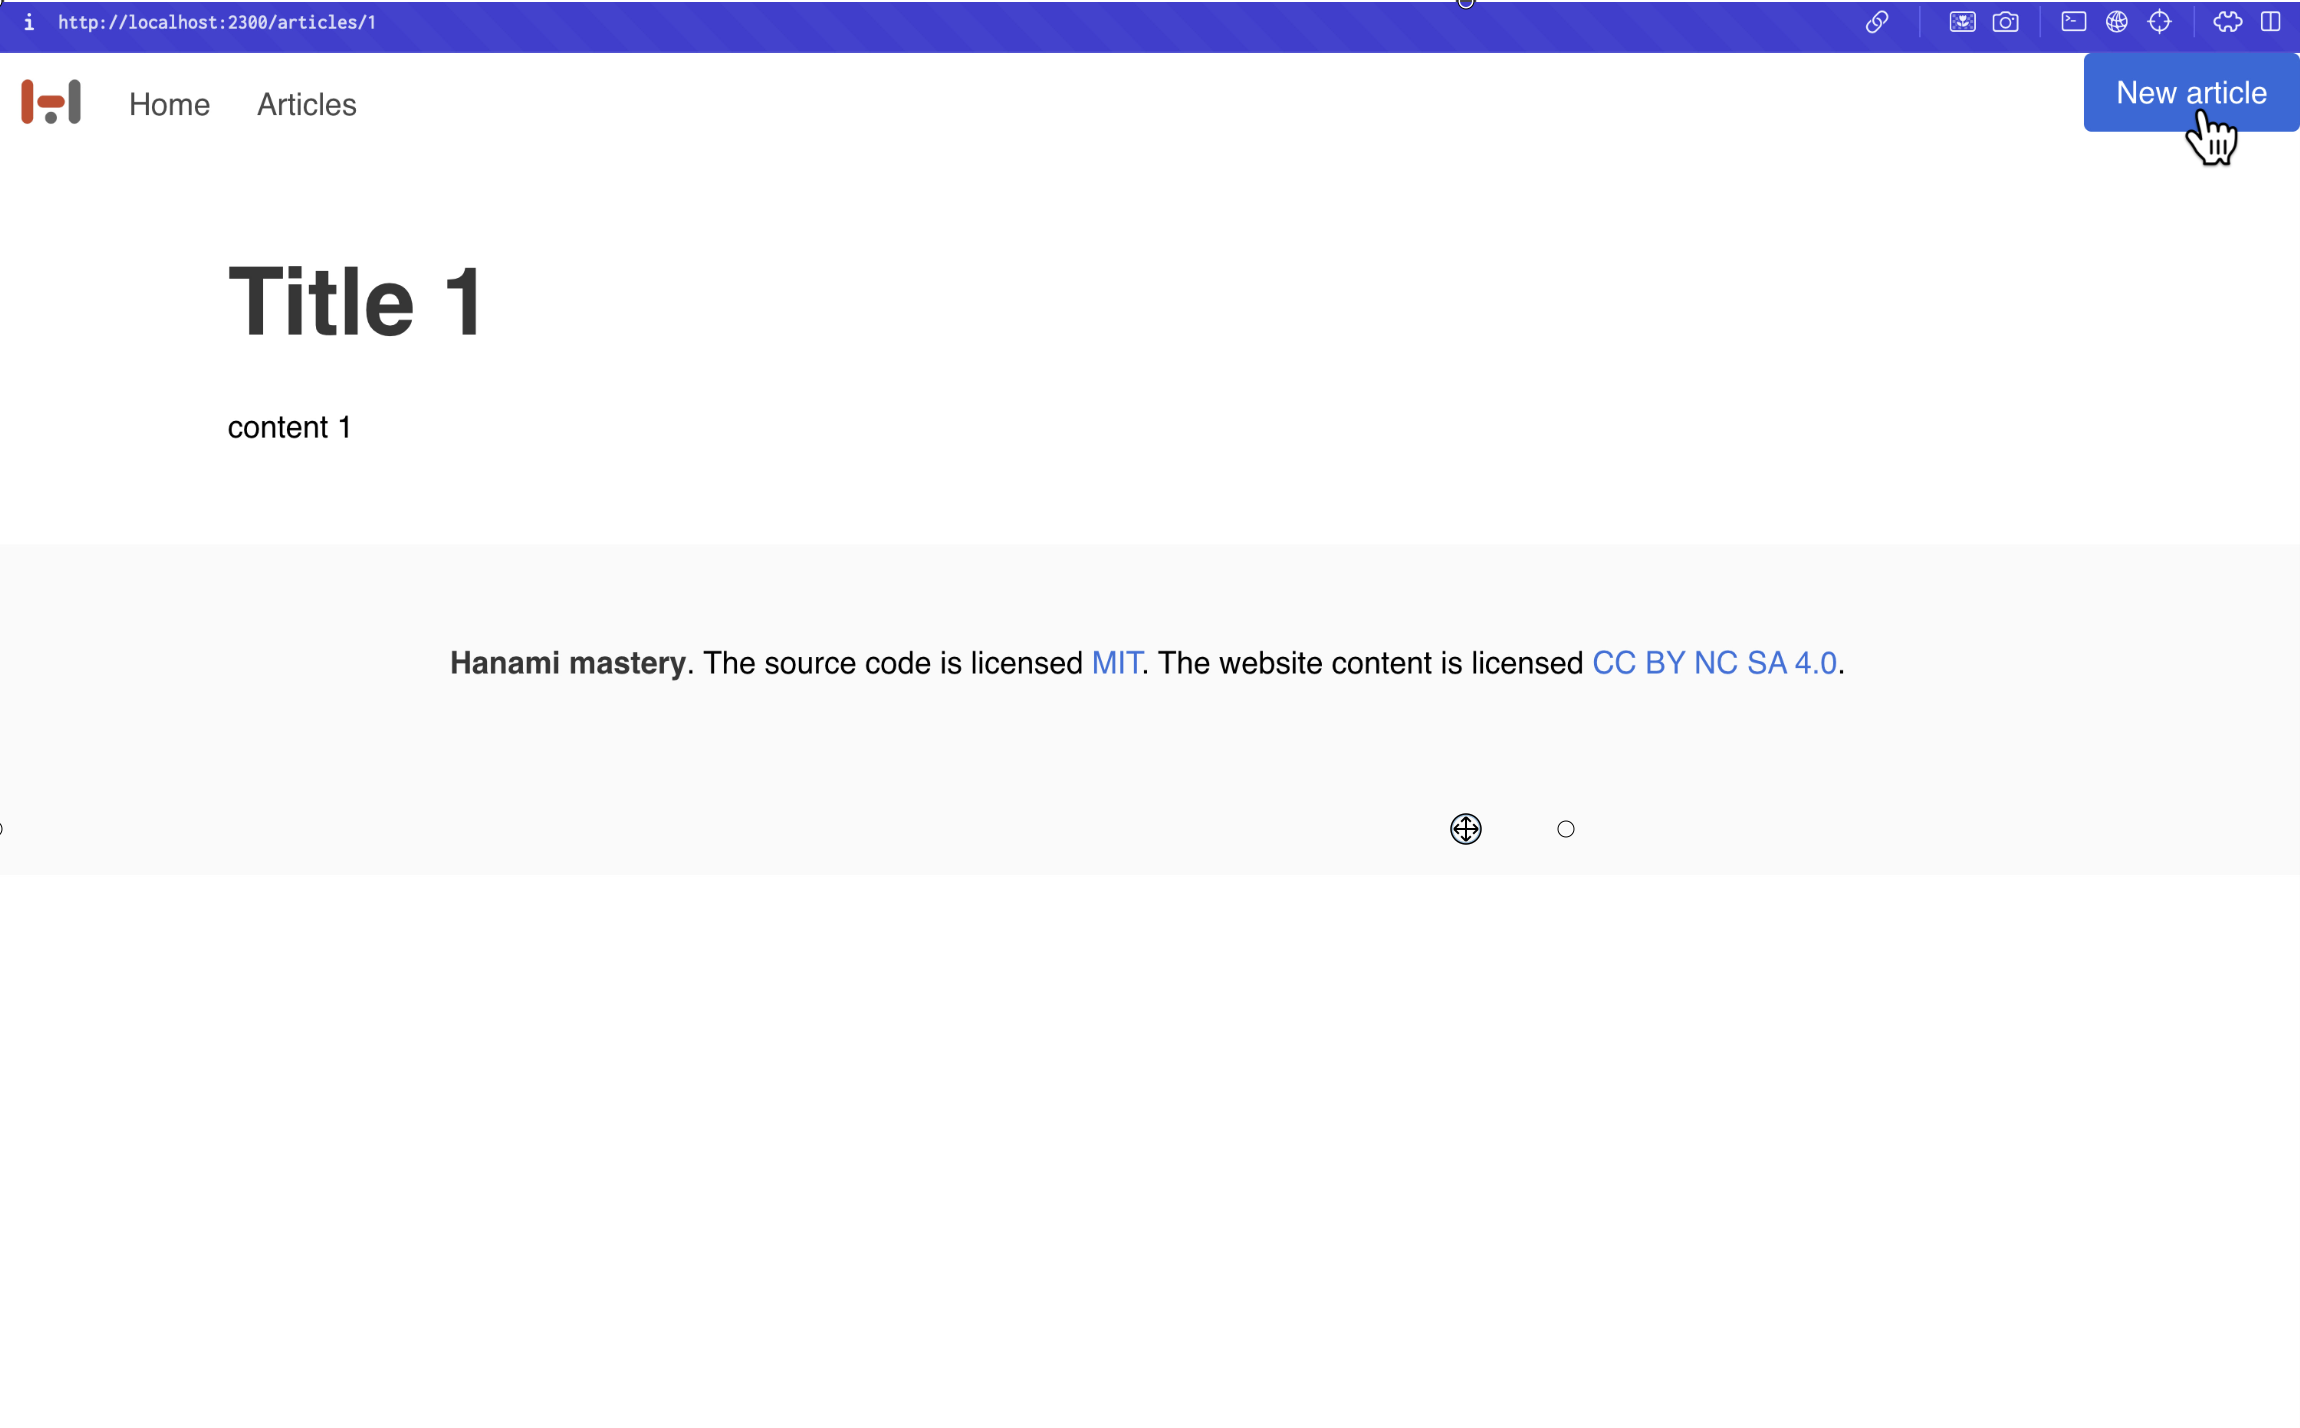 http://localhost:2300/articles/1
Home Articles New article
Title 1
content 1
Hanami mastery. The source code is licensed MIT. The website content is licensed CC BY NC SA 4.0.